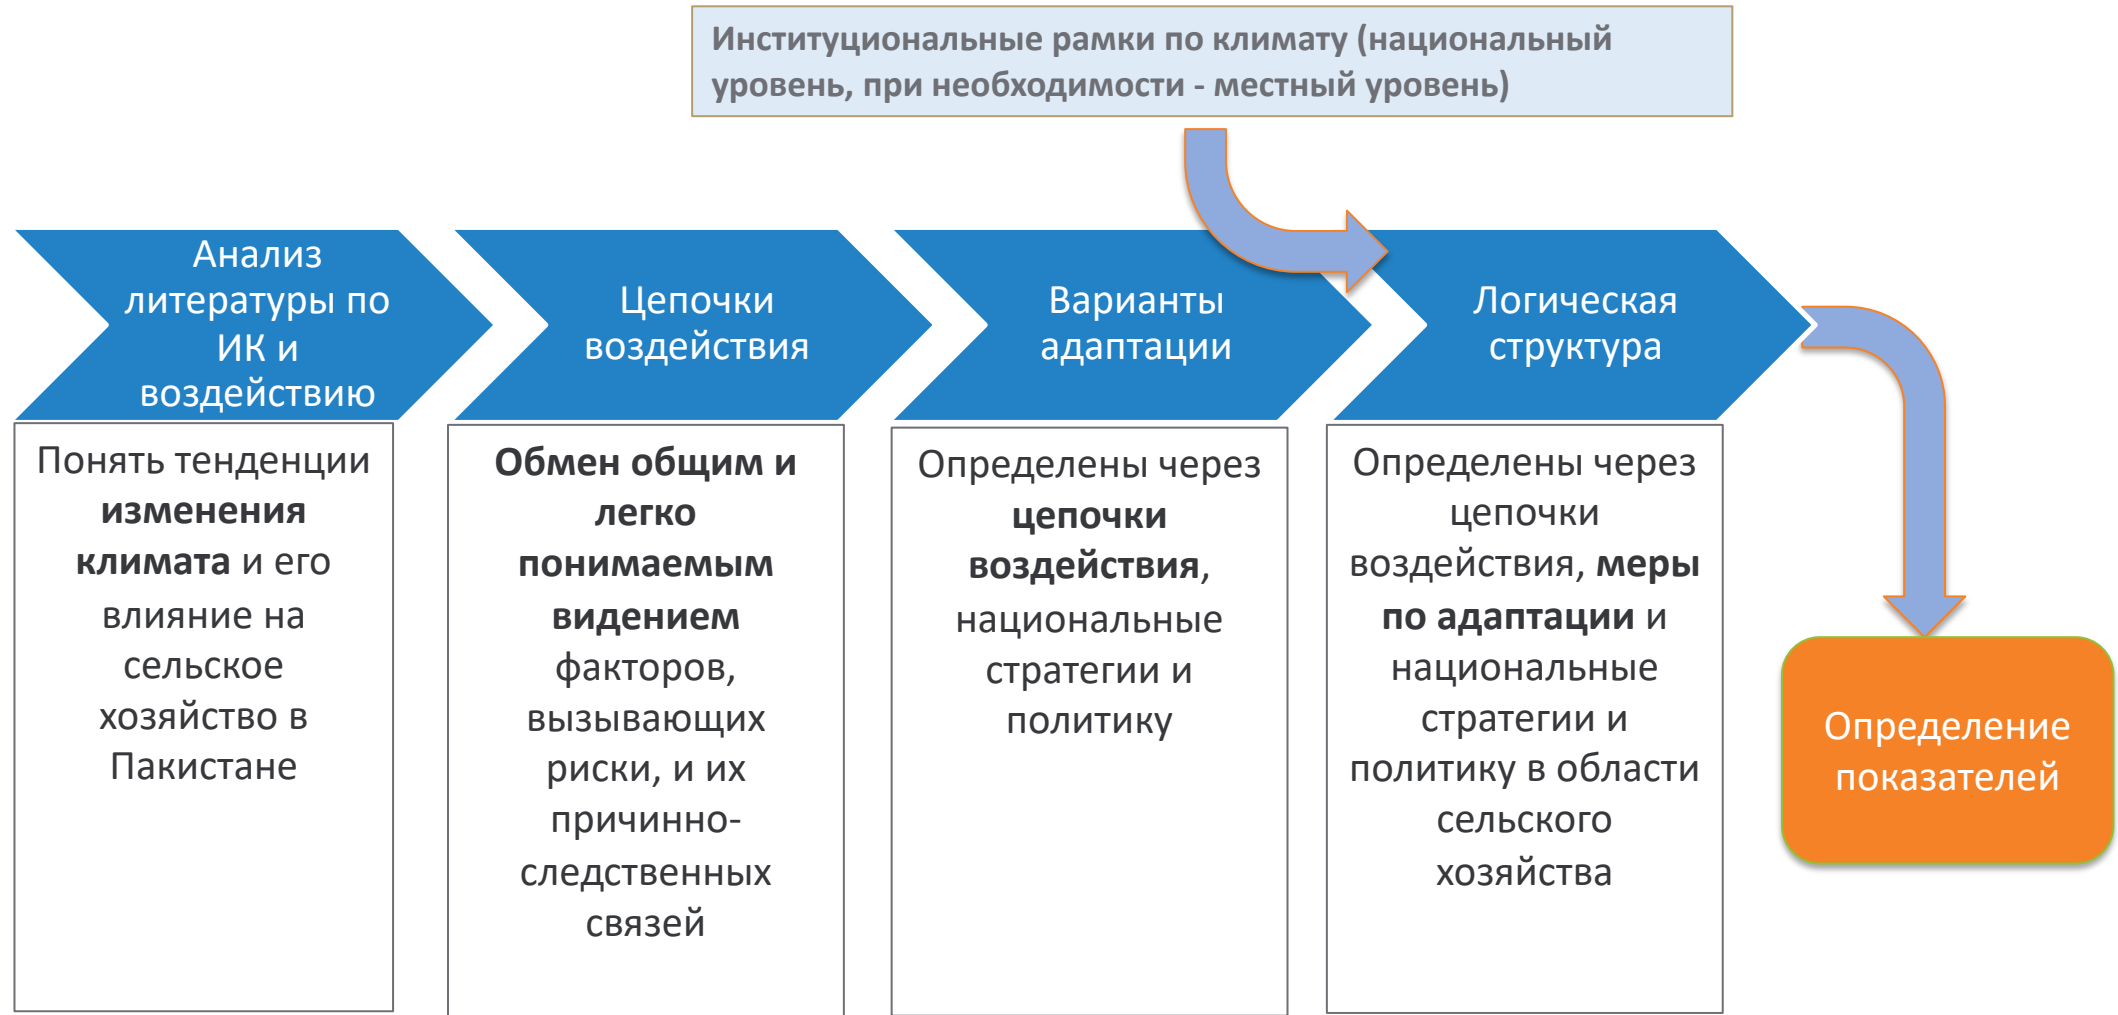 Институциональные рамки по климату (национальный
уровень, при необходимости - местный уровень)
Анализ
литературы по
ИК и
воздействию
Цепочки
воздействия
Варианты
адаптации
Логическая
структура
Понять тенденции
изменения
климата и его
влияние на
сельское
хозяйство в
Пакистане
Обмен общим и
легко
понимаемым
видением
факторов,
вызывающих
риски, и их
причинно-
следственных
связей
Определены через
цепочки
воздействия,
национальные
стратегии и
политику
Определены через
цепочки
воздействия, меры
по адаптации и
национальные
стратегии и
политику в области
сельского
хозяйства
Определение
показателей